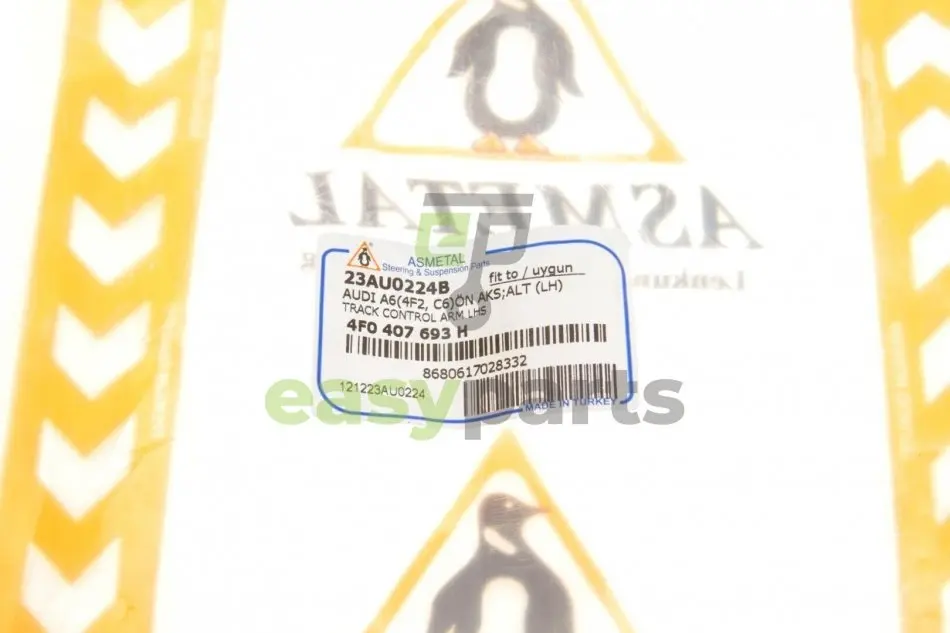 ASMETAL
Lenkun
ASMETAL
Steering & Suspension Parts
23AU0224B
fit to / uygun
AUDI A6(4F2, C6)ÖN AKS;ALT (LH)
TRACK CONTROL ARM LHS
4F0 407 693 H
8680617028332
121223AU0224
MADE IN TURKEY
easyparts